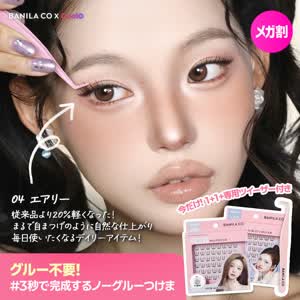 BANILA CO X
メガ割
04 エアリー
従来品より20%軽くなった!
まるで自まつげのように自然な仕上がり
毎日使いたくなるデイリーアイテム!
今だけ! 1+1+専用ツイーザー付き
BANILA CO
BANILA CO
グルー不要!
#3秒で完成するノーグルーつけま